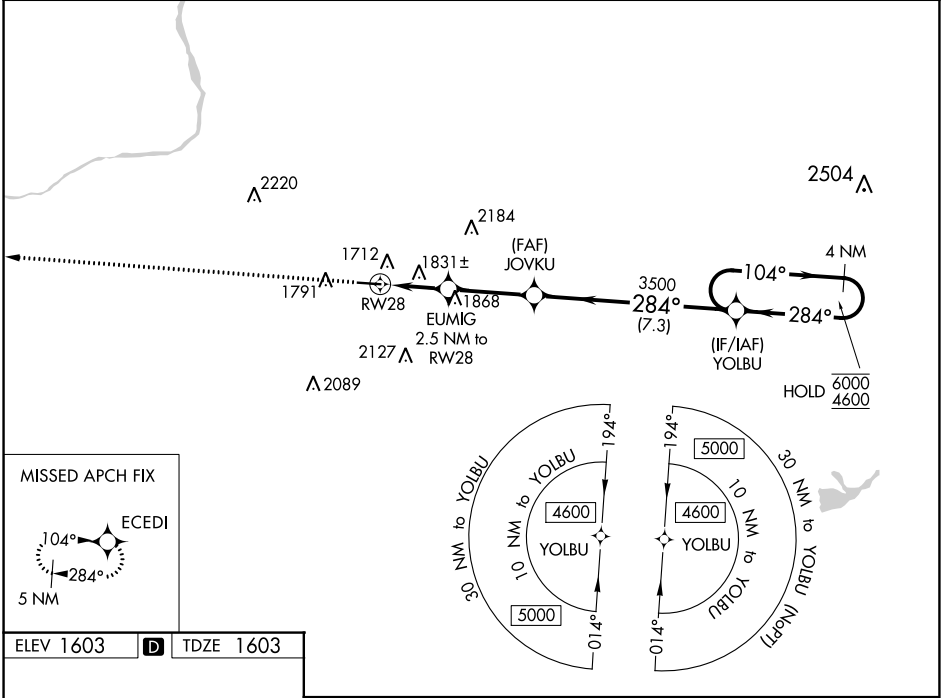 2504
2220
2184
(FAF)
JOVKU
4 NM
1712
1831±
104°
3500
284°
(7.3)
284°
1791
RW28
1868
EUMIG
2.5 NM to
RW28
(IF/IAF)
YOLBU
2127
2089
HOLD 6000
4600
MISSED APCH FIX
ECEDI
104°
284°
5 NM
30 NM to YOLBU
10 NM to YOLBU
194°
4600
YOLBU
5000
014°
194°
5000
30 NM to YOLBU (NoPT)
10 NM to YOLBU
4600
YOLBU
014°
ELEV 1603 D TDZE 1603